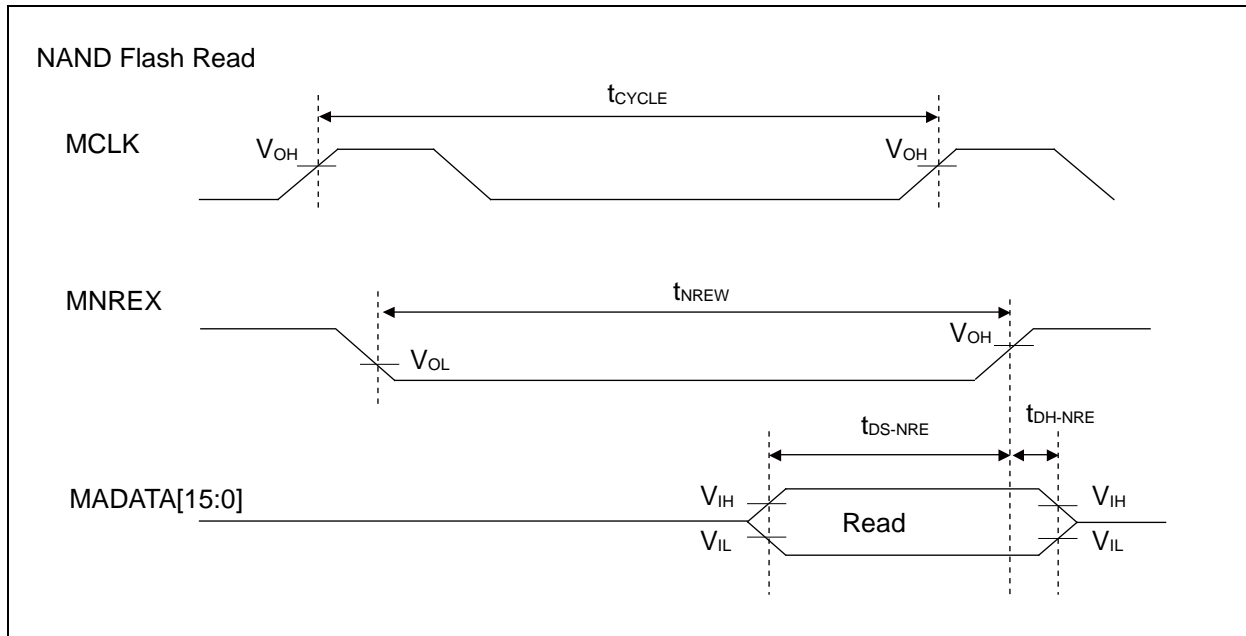 NAND Flash Read
tCYCLE
MCLK
VOH
VOH
tNREW
MNREX
VOH
VOL
tDS-NRE
tDH-NRE
MADATA[15:0]
VIH
VIH
Read
VIL
VIL